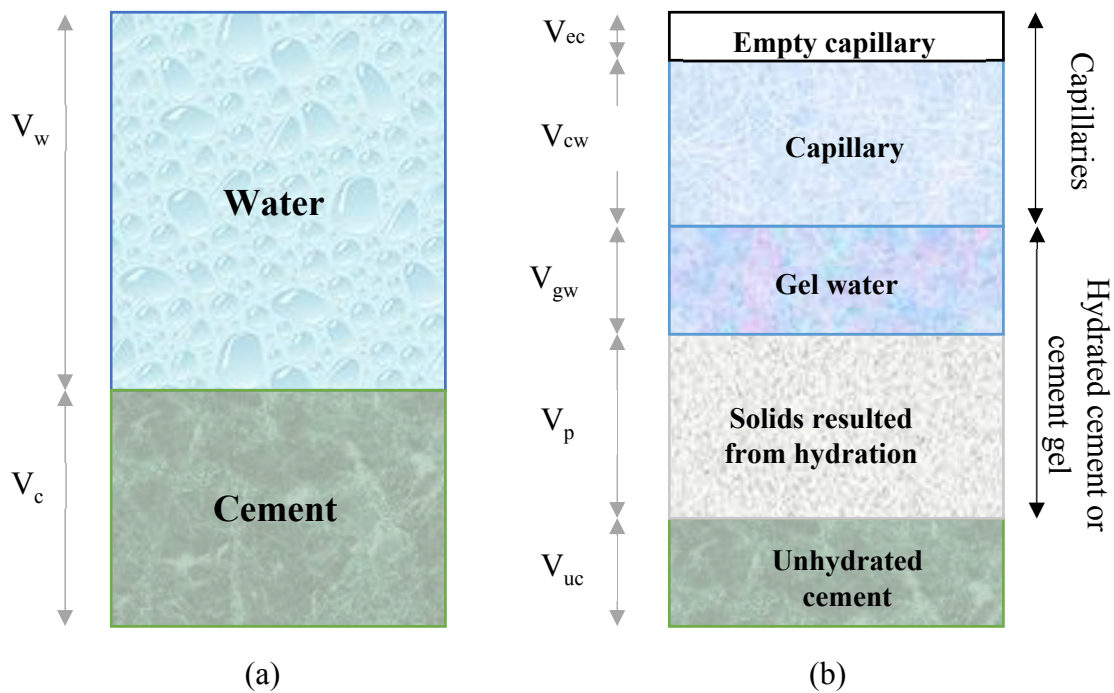 V_w
Water
V_c
Cement
(a)
V_ec
Empty capillary
V_cw
Capillary
V_gw
Gel water
V_p
Solids resulted
from hydration
V_uc
Unhydrated
cement
Capillaries
Hydrated cement or
cement gel
(b)